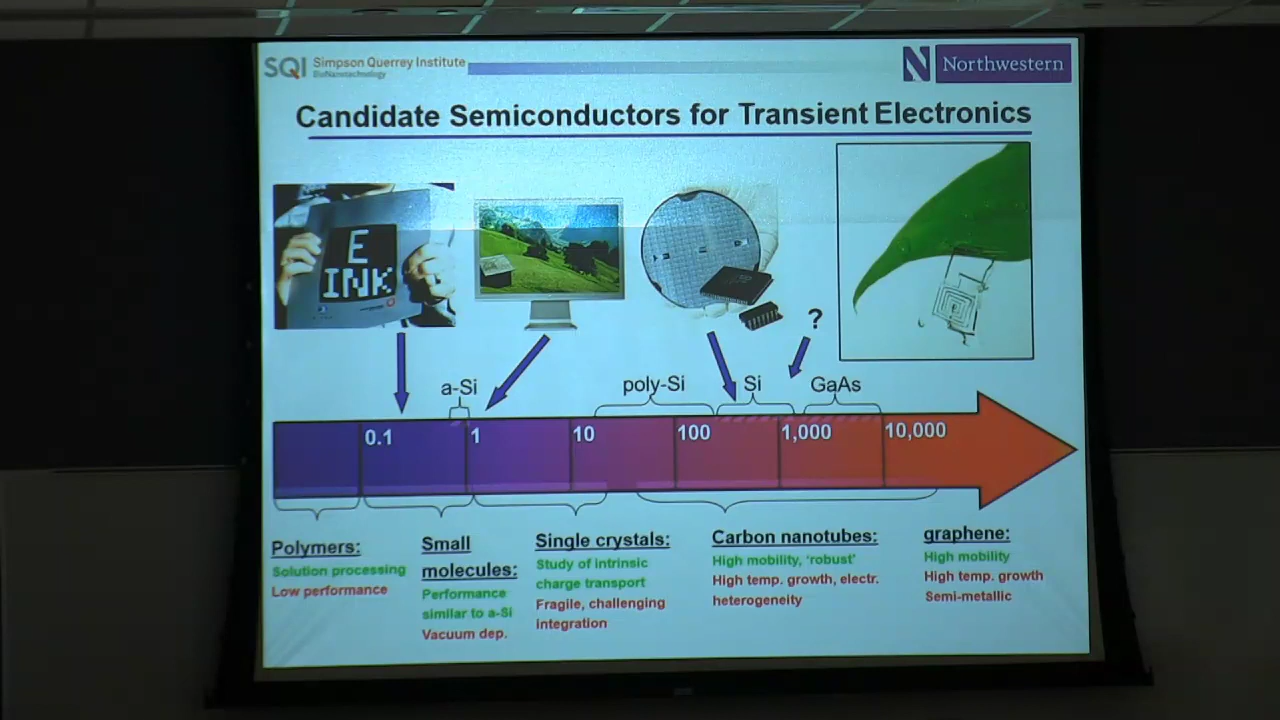 SQI Simpson Querrey Institute
BioNanotechnology
N Northwestern
Candidate Semiconductors for Transient Electronics
E
INK
?
a-Si
poly-Si
Si
GaAs
0.1
1
10
100
1,000
10,000
Polymers:
Solution processing
Low performance
Small
molecules:
Performance
similar to a-Si
Vacuum dep.
Single crystals:
Study of intrinsic
charge transport
Fragile, challenging
integration
Carbon nanotubes:
High mobility, ‘robust’
High temp. growth, electr.
heterogeneity
graphene:
High mobility
High temp. growth
Semi-metallic